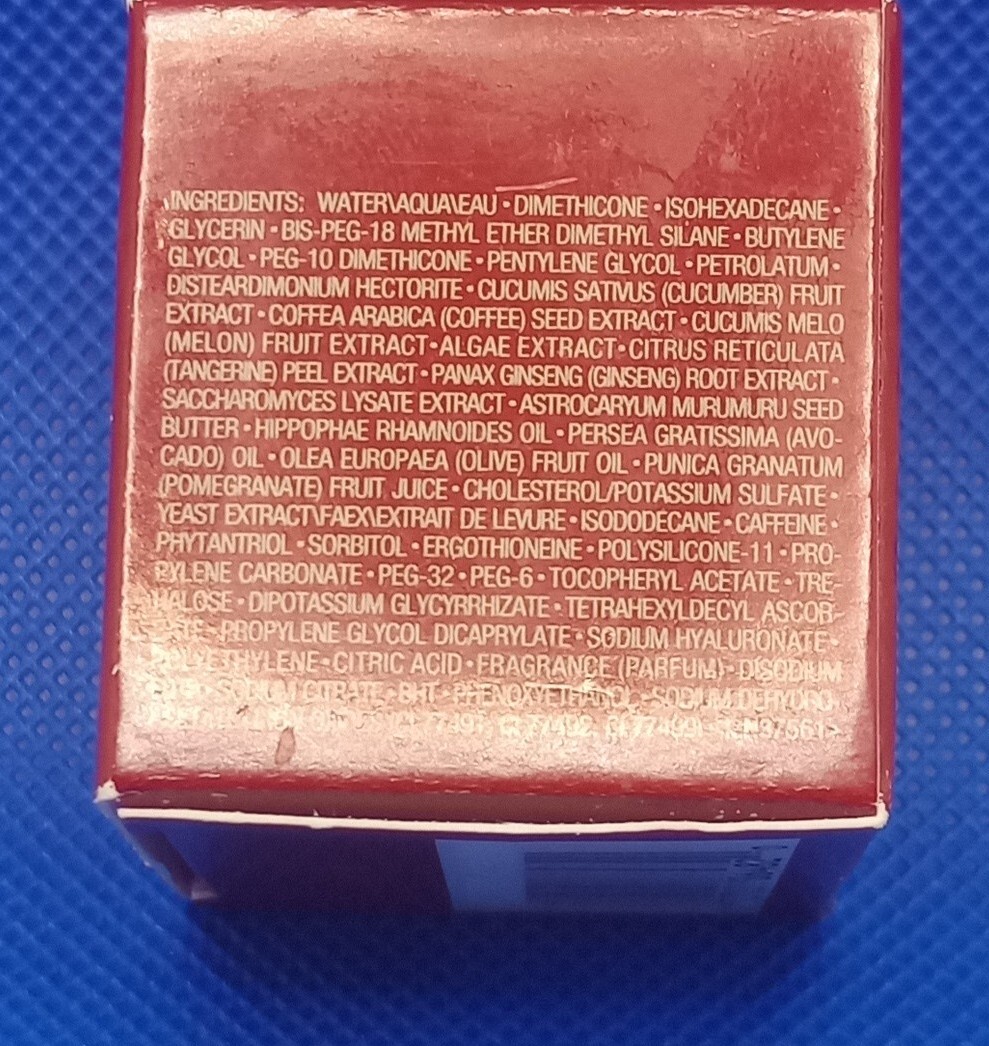 INGREDIENTS: WATER\AQUA\EAU • DIMETHICONE • ISOHEXADECANE •
GLYCERIN • BIS-PEG-18 METHYL ETHER DIMETHYL SILANE • BUTYLENE
GLYCOL • PEG-10 DIMETHICONE • PENTYLENE GLYCOL • PETROLATUM •
DISTEARDIMONIUM HECTORITE • CUCUMIS SATIVUS (CUCUMBER) FRUIT
EXTRACT • COFFEA ARABICA (COFFEE) SEED EXTRACT • CUCUMIS MELO
(MELON) FRUIT EXTRACT • ALGAE EXTRACT • CITRUS RETICULATA
(TANGERINE) PEEL EXTRACT • PANAX GINSENG (GINSENG) ROOT EXTRACT •
SACCHAROMYCES LYSATE EXTRACT • ASTROCARYUM MURUMURU SEED
BUTTER • HIPPOPHAE RHAMNOIDES OIL • PERSEA GRATISSIMA (AVO-
CADO) OIL • OLEA EUROPAEA (OLIVE) FRUIT OIL • PUNICA GRANATUM
(POMEGRANATE) FRUIT JUICE • CHOLESTEROL/POTASSIUM SULFATE •
YEAST EXTRACT\FAEX\EXTRAIT DE LEVURE • ISODODECANE • CAFFEINE •
PHYTANTRIOL • SORBITOL • ERGOTHIONEINE • POLYSILICONE-11 • PRO-
PYLENE CARBONATE • PEG-32 • PEG-6 • TOCOPHERYL ACETATE • TRE-
HALOSE • DIPOTASSIUM GLYCYRRHIZATE • TETRAHEXYLDECYL ASCOR-
PROPYLENE GLYCOL DICAPRYLATE • SODIUM HYALURONATE •
POLYETHYLENE • CITRIC ACID • FRAGRANCE (PARFUM) • DISODIUM
SODIUM CITRATE • BHT • PHENOXYETHANOL • SODIUM DEHYDRO-
(CI 77491, CI 77492, CI 77499)